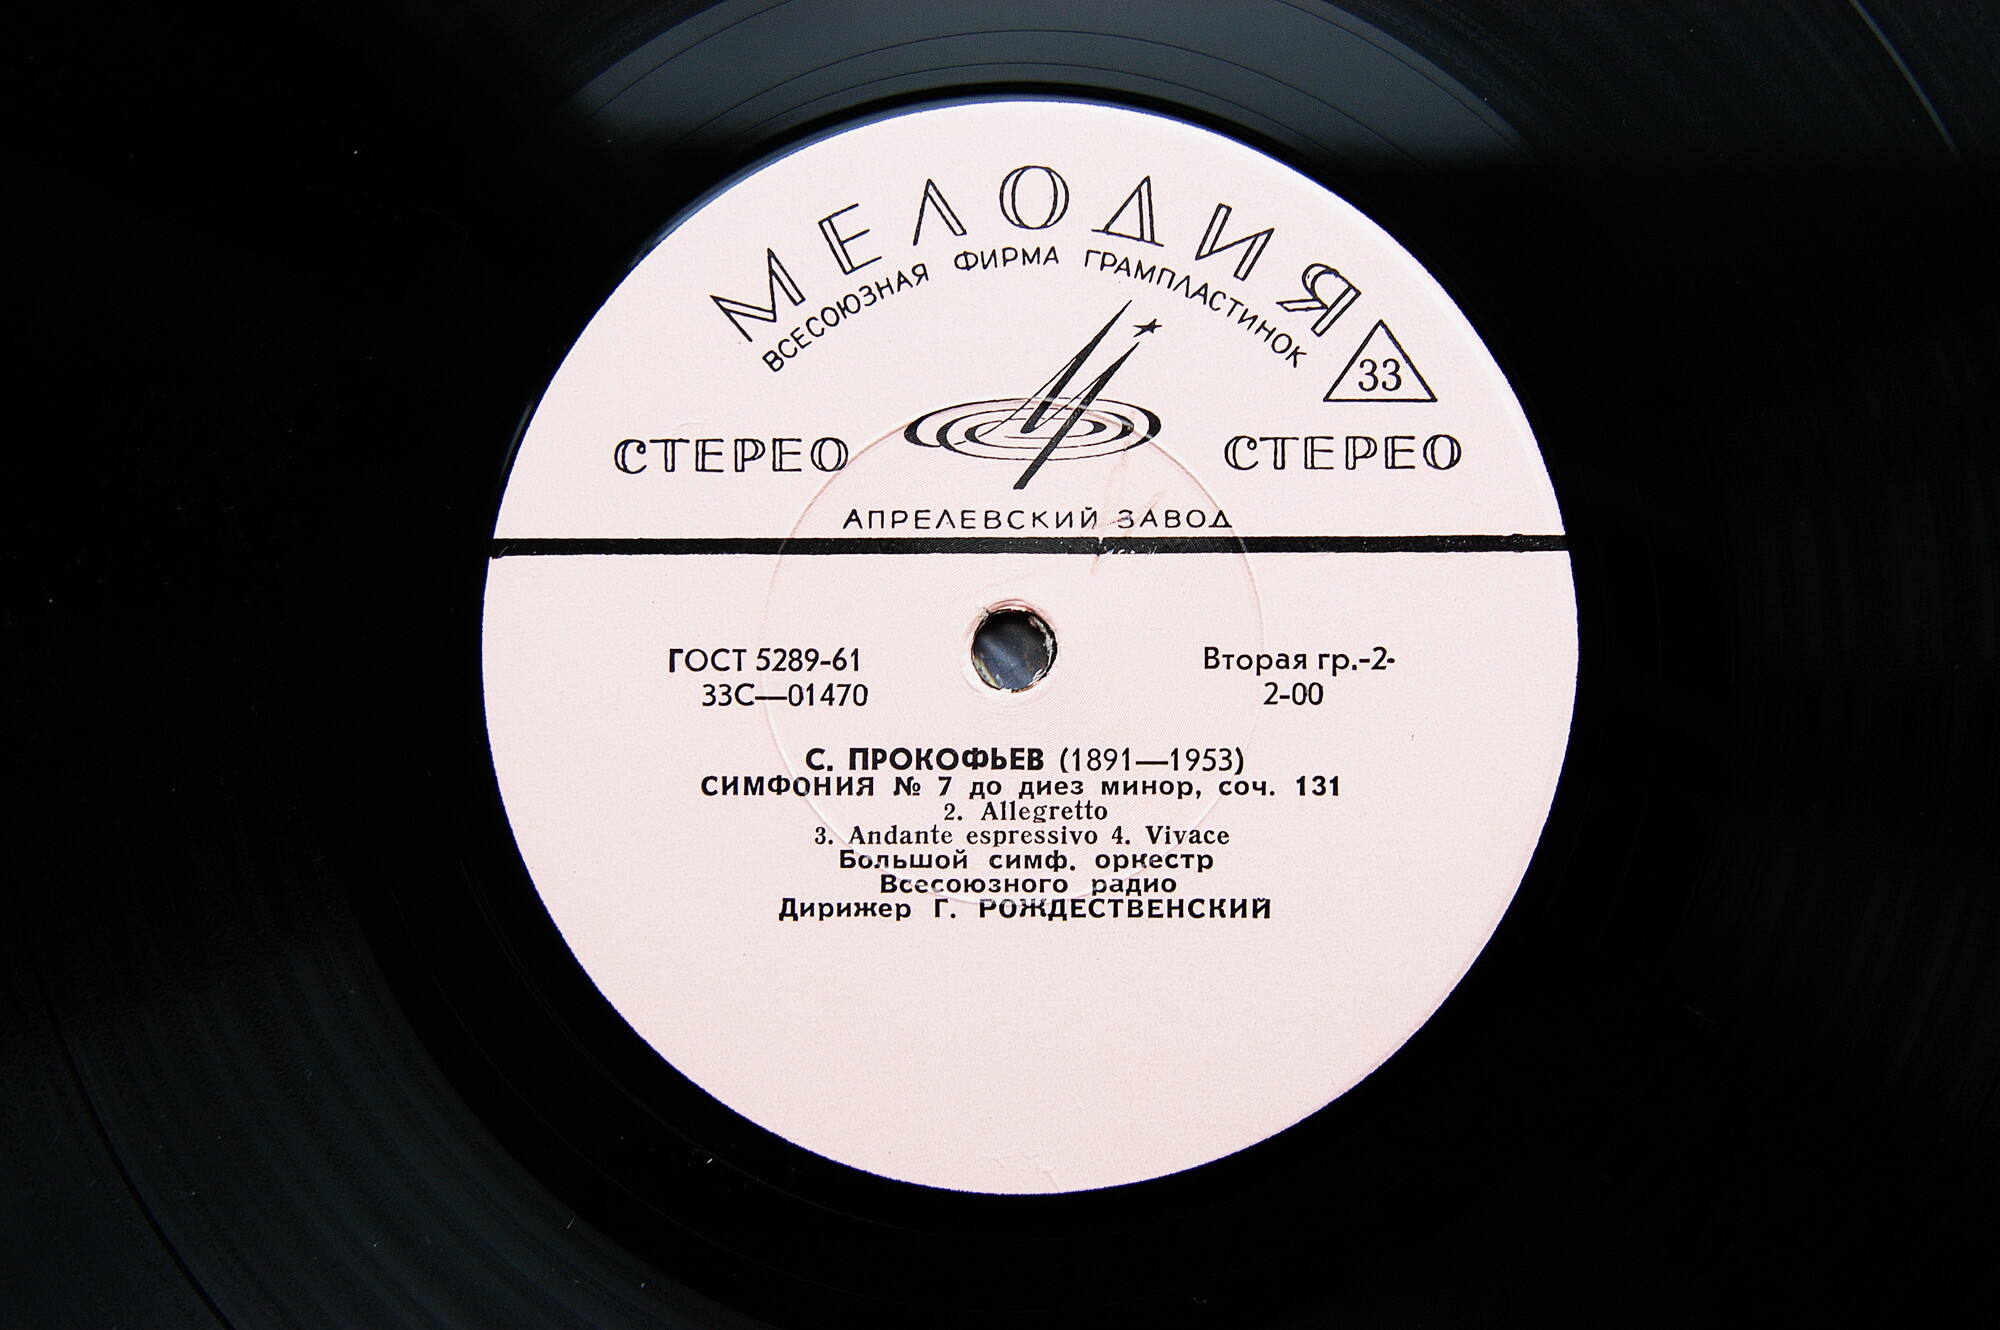 МЕЛОДИЯ
ВСЕСОЮЗНАЯ ФИРМА ГРАМПЛАСТИНОК
33
СТЕРЕО СТЕРЕО
АПРЕЛЕВСКИЙ ЗАВОД
ГОСТ 5289-61 Вторая гр.-2-
33С—01470 2-00
С. ПРОКОФЬЕВ (1891—1953)
СИМФОНИЯ № 7 до диез минор, соч. 131
2. Allegretto
3. Andante espressivo 4. Vivace
Большой симф. оркестр
Всесоюзного радио
Дирижер Г. РОЖДЕСТВЕНСКИЙ